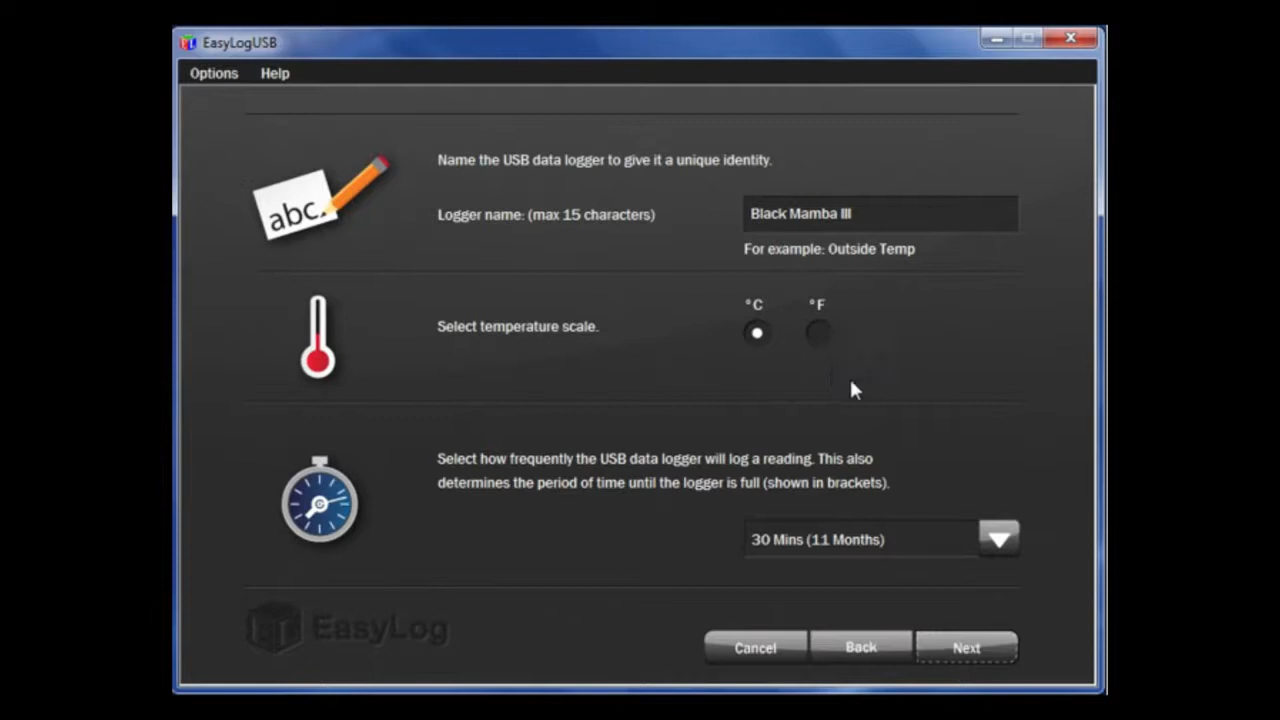 EasyLogUSB
Options Help
Name the USB data logger to give it a unique identity.
abc
Logger name: (max 15 characters)
Black Mamba III
For example: Outside Temp
°C °F
Select temperature scale.
Select how frequently the USB data logger will log a reading. This also
determines the period of time until the logger is full (shown in brackets).
30 Mins (11 Months)
EasyLog
Cancel Back Next